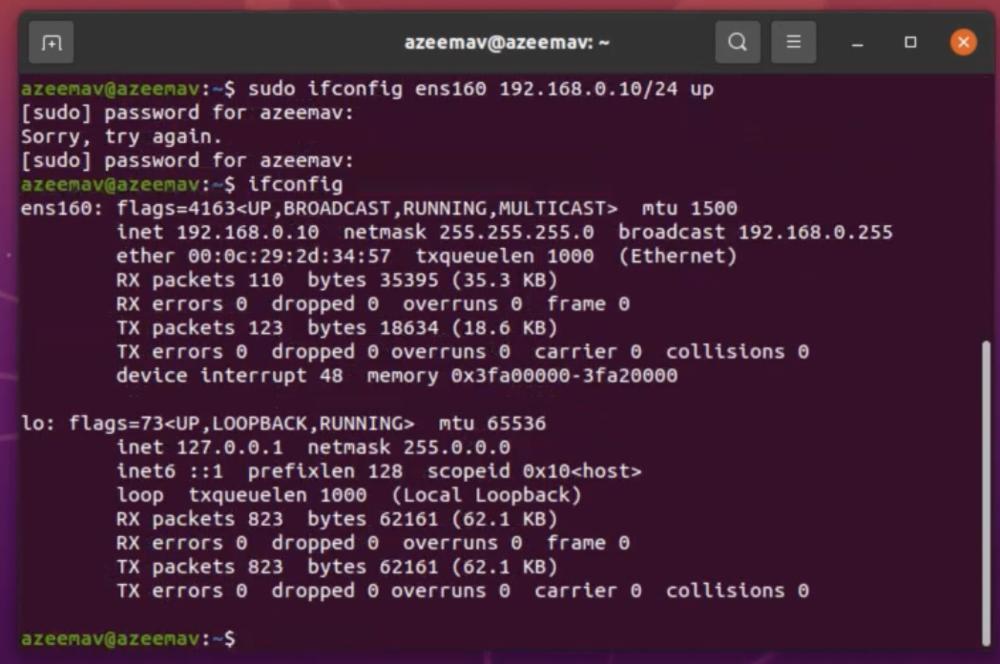 azeemav@azeemav: ~
azeemav@azeemav:~$ sudo ifconfig ens160 192.168.0.10/24 up
[sudo] password for azeemav:
Sorry, try again.
[sudo] password for azeemav:
azeemav@azeemav:~$ ifconfig
ens160: flags=4163<UP,BROADCAST,RUNNING,MULTICAST>  mtu 1500
        inet 192.168.0.10  netmask 255.255.255.0  broadcast 192.168.0.255
        ether 00:0c:29:2d:34:57  txqueuelen 1000  (Ethernet)
        RX packets 110  bytes 35395 (35.3 KB)
        RX errors 0  dropped 0  overruns 0  frame 0
        TX packets 123  bytes 18634 (18.6 KB)
        TX errors 0  dropped 0 overruns 0  carrier 0  collisions 0
        device interrupt 48  memory 0x3fa00000-3fa20000

lo: flags=73<UP,LOOPBACK,RUNNING>  mtu 65536
        inet 127.0.0.1  netmask 255.0.0.0
        inet6 ::1  prefixlen 128  scopeid 0x10<host>
        loop  txqueuelen 1000  (Local Loopback)
        RX packets 823  bytes 62161 (62.1 KB)
        RX errors 0  dropped 0  overruns 0  frame 0
        TX packets 823  bytes 62161 (62.1 KB)
        TX errors 0  dropped 0 overruns 0  carrier 0  collisions 0

azeemav@azeemav:~$